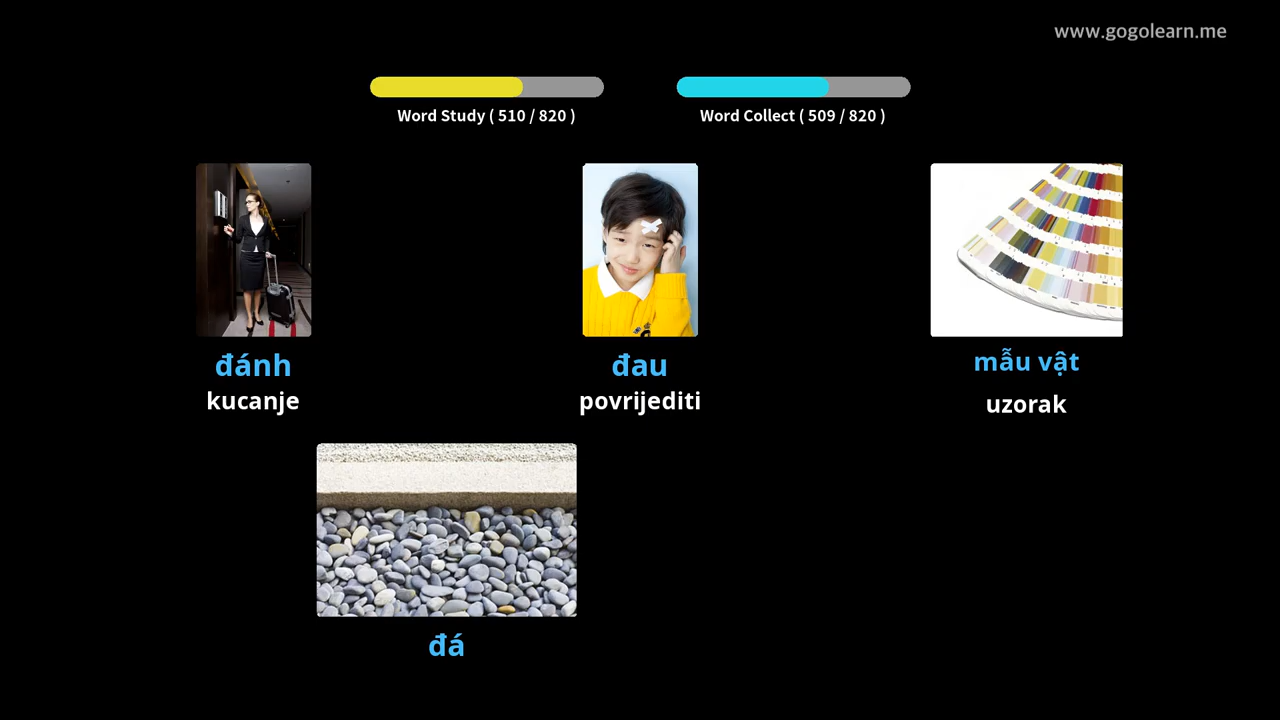 www.gogolearn.me
Word Study ( 510 / 820 )
Word Collect ( 509 / 820 )
đánh
kucanje
đau
povrijediti
mẫu vật
uzorak
đá